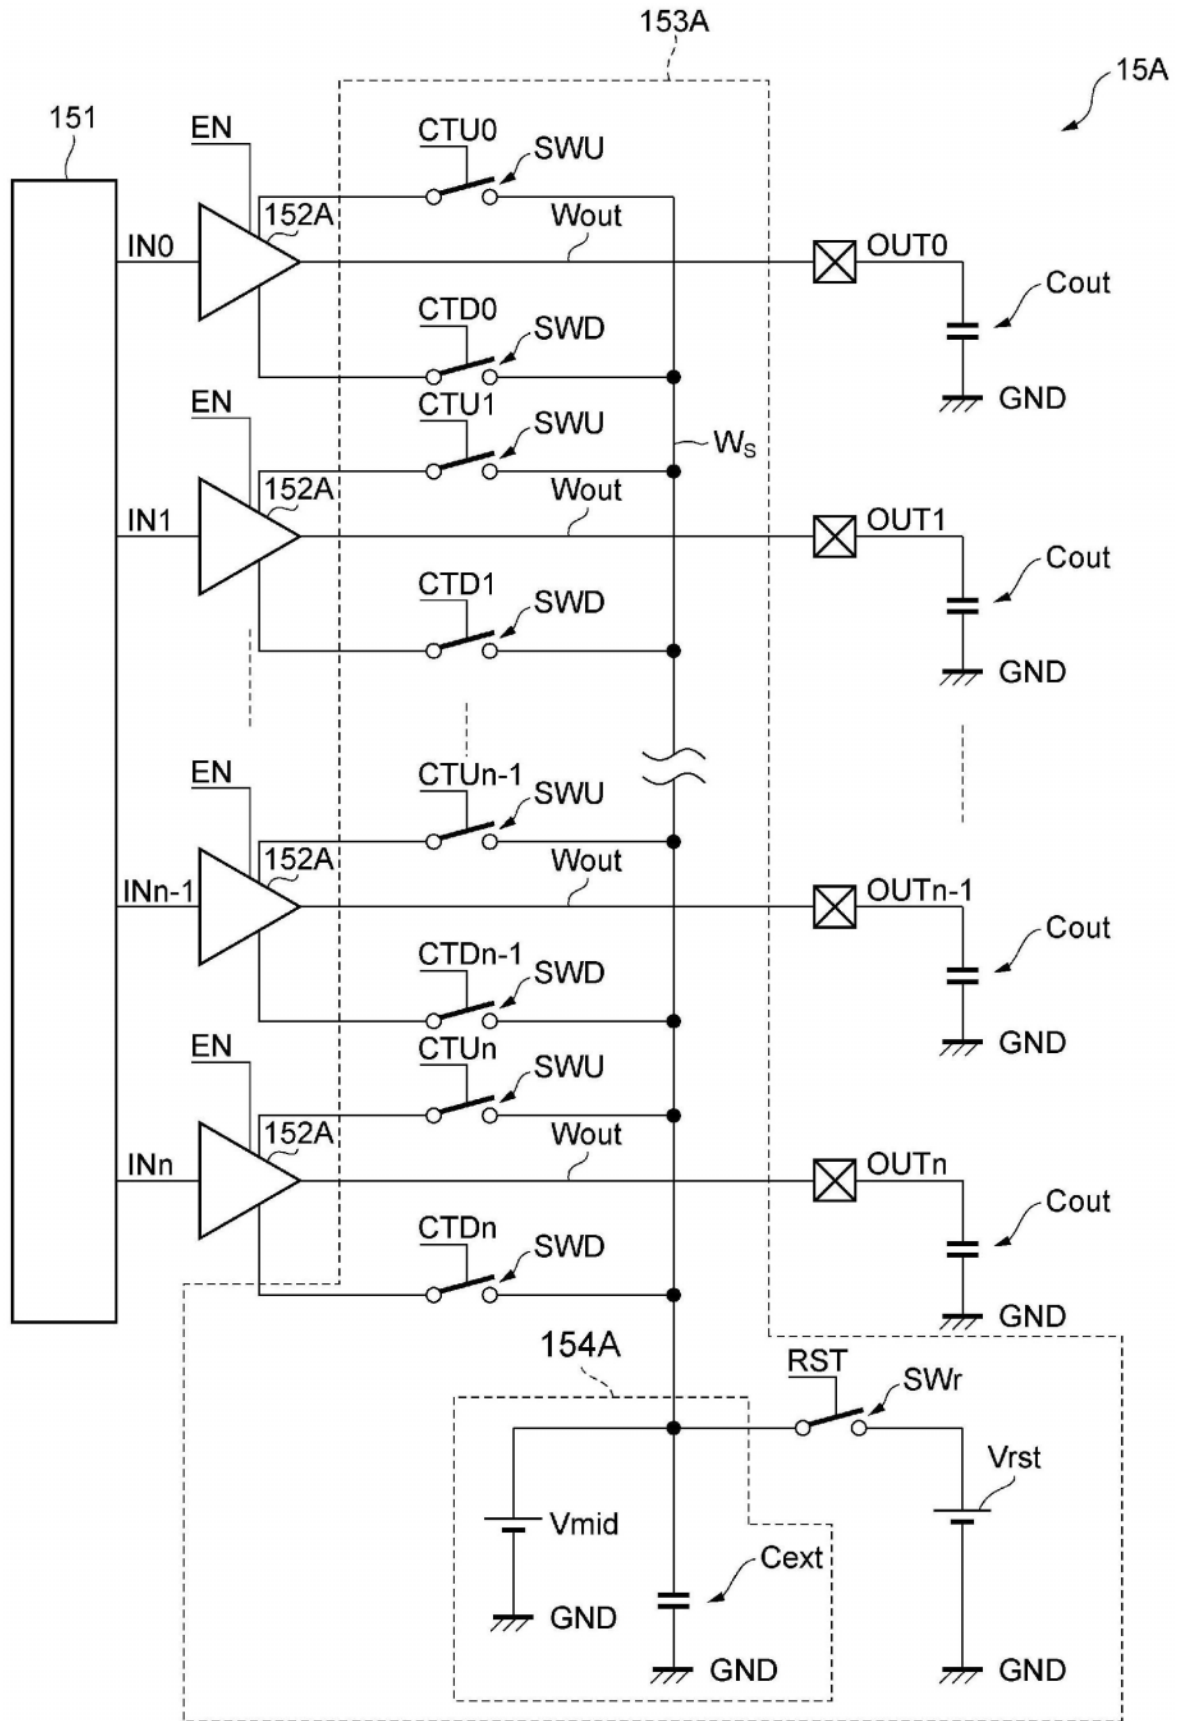 153A
15A
151
EN
CTU0
SWU
152A
Wout
IN0
OUT0
Cout
CTD0
SWD
GND
EN
CTU1
SWU
WS
152A
Wout
IN1
OUT1
Cout
CTD1
SWD
GND
EN
CTUn-1
SWU
152A
Wout
INn-1
OUTn-1
Cout
CTDn-1
SWD
GND
EN
CTUn
SWU
152A
Wout
INn
OUTn
Cout
CTDn
SWD
GND
154A
RST
SWr
Vrst
Vmid
Cext
GND
GND
GND